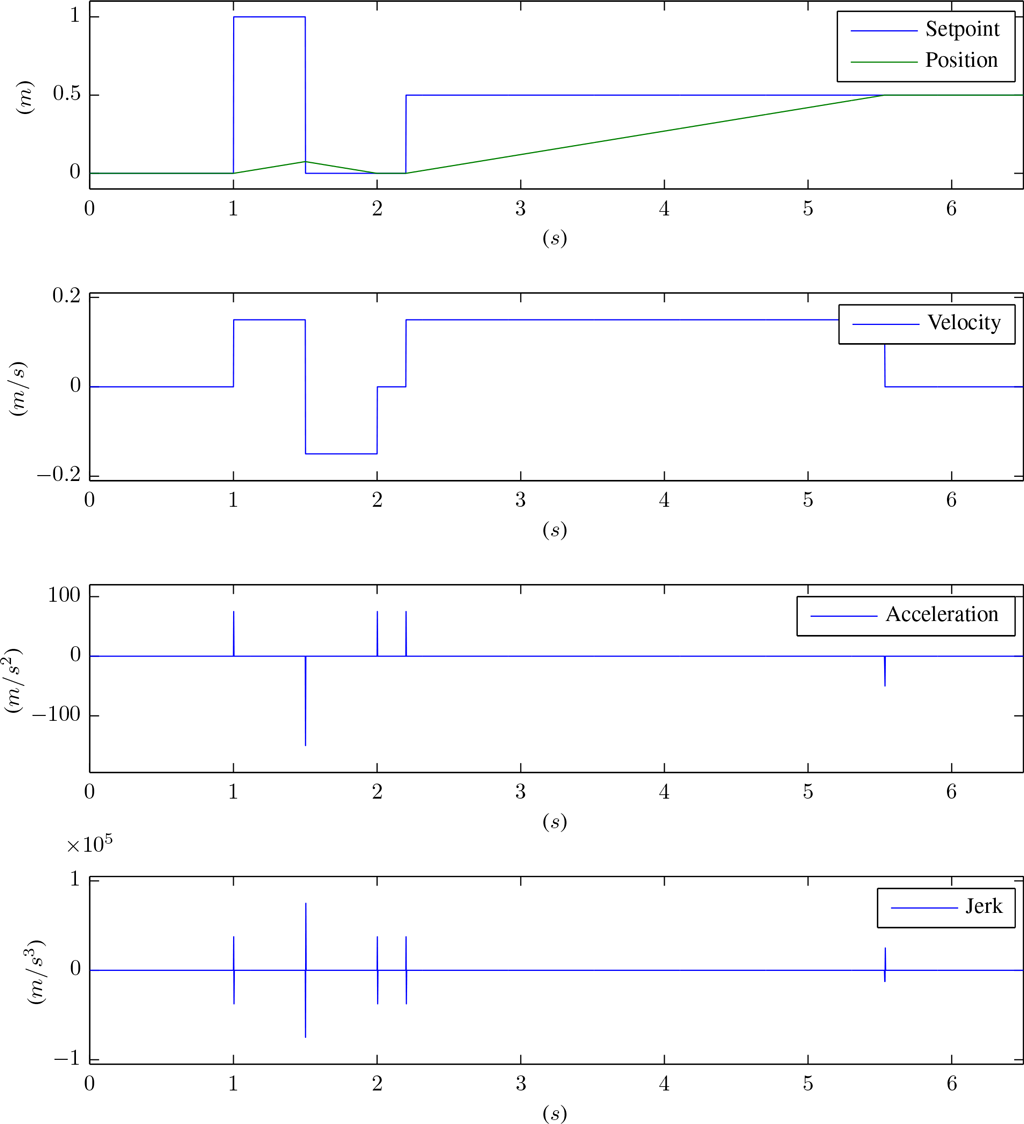 1
0.5
0
(m)
Setpoint
Position
0 1 2 3 4 5 6
(s)
0.2
0
−0.2
(m/s)
Velocity
0 1 2 3 4 5 6
(s)
100
0
−100
(m/s²)
Acceleration
0 1 2 3 4 5 6
(s)
×10⁵
1
0
−1
(m/s³)
Jerk
0 1 2 3 4 5 6
(s)